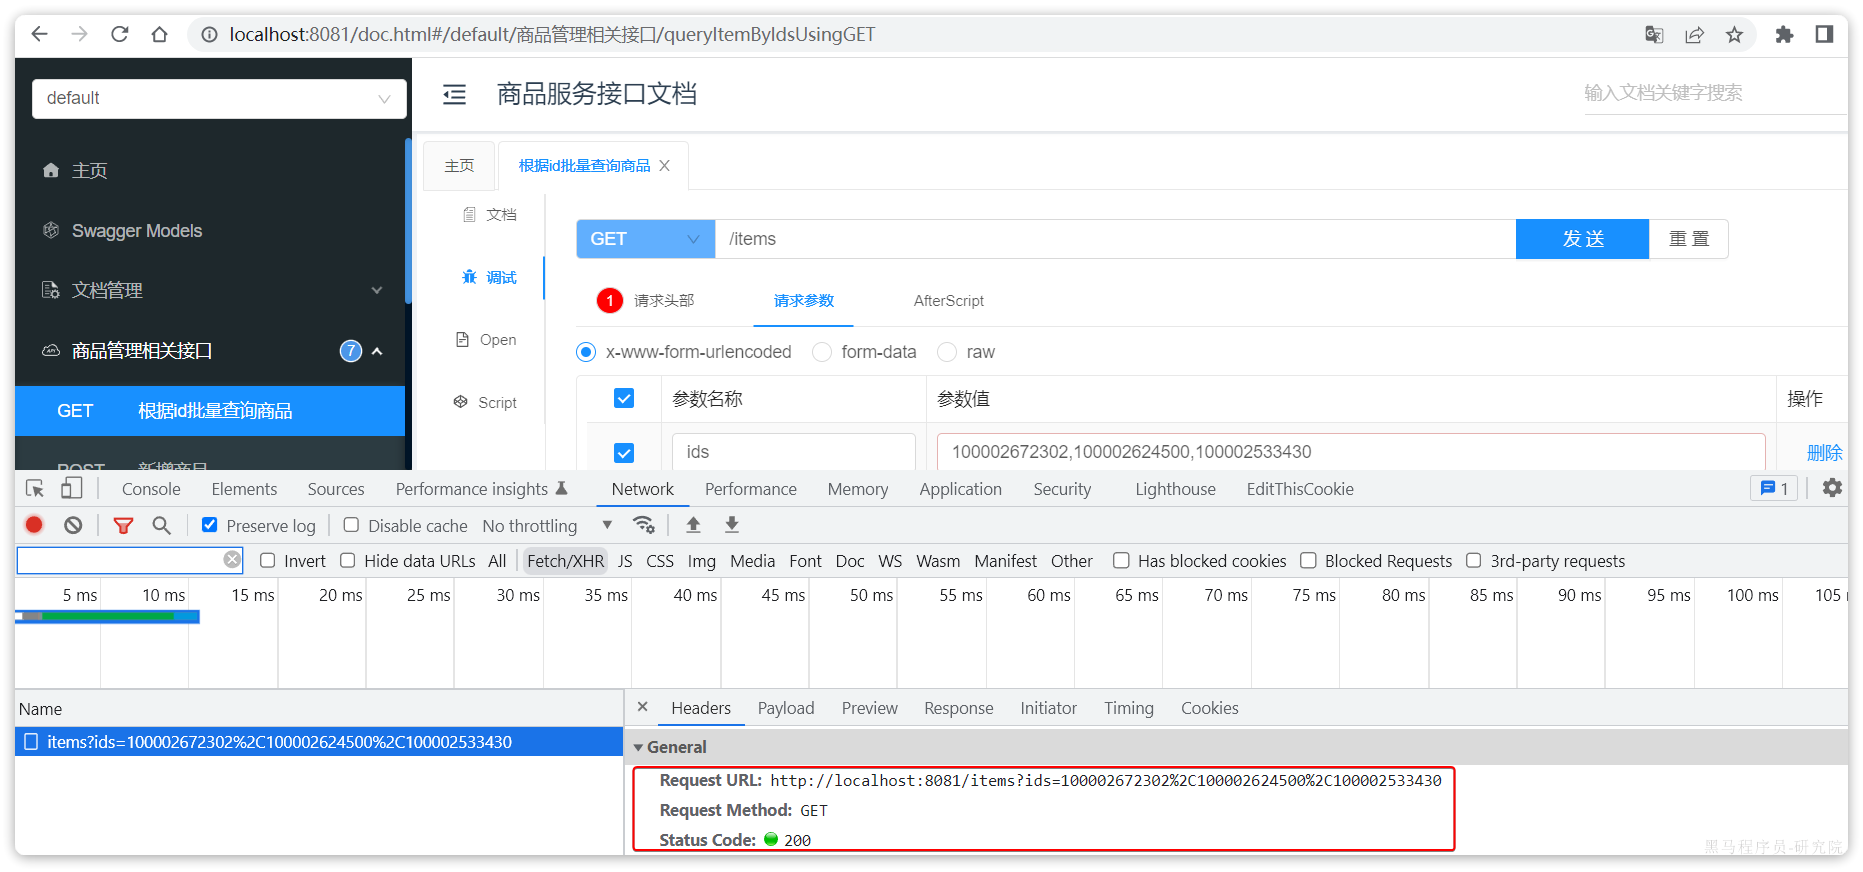 localhost:8081/doc.html#/default/商品管理相关接口/queryItemByIdsUsingGET
default
商品服务接口文档
输入文档关键字搜索
主页
Swagger Models
文档管理
商品管理相关接口 7
GET 根据id批量查询商品
POST 新增商品
主页 根据id批量查询商品
文档
调试
Open
Script
GET /items 发 送 重 置
1 请求头部 请求参数 AfterScript
x-www-form-urlencoded form-data raw
参数名称 参数值 操作
ids 100002672302,100002624500,100002533430 删除
Console Elements Sources Performance insights Network Performance Memory Application Security Lighthouse EditThisCookie 1
Preserve log Disable cache No throttling
Invert Hide data URLs All Fetch/XHR JS CSS Img Media Font Doc WS Wasm Manifest Other Has blocked cookies Blocked Requests 3rd-party requests
5 ms 10 ms 15 ms 20 ms 25 ms 30 ms 35 ms 40 ms 45 ms 50 ms 55 ms 60 ms 65 ms 70 ms 75 ms 80 ms 85 ms 90 ms 95 ms 100 ms 105
Name
items?ids=100002672302%2C100002624500%2C100002533430
Headers Payload Preview Response Initiator Timing Cookies
General
Request URL: http://localhost:8081/items?ids=100002672302%2C100002624500%2C100002533430
Request Method: GET
Status Code: 200
黑马程序员-研究院